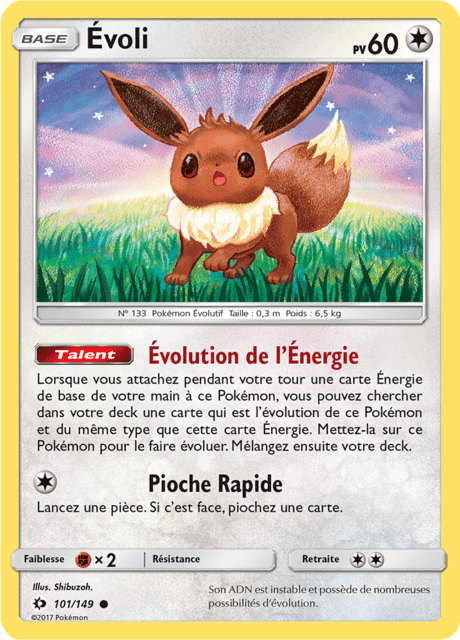 BASE Évoli PV 60
N° 133 Pokémon Évolutif Taille : 0,3 m Poids : 6,5 kg
Talent Évolution de l'Énergie
Lorsque vous attachez pendant votre tour une carte Énergie
de base de votre main à ce Pokémon, vous pouvez chercher
dans votre deck une carte qui est l'évolution de ce Pokémon
et du même type que cette carte Énergie. Mettez-la sur ce
Pokémon pour le faire évoluer. Mélangez ensuite votre deck.
Pioche Rapide
Lancez une pièce. Si c'est face, piochez une carte.
Faiblesse × 2 Résistance Retraite
Illus. Shibuzoh.
101/149
©2017 Pokémon
Son ADN est instable et possède de nombreuses
possibilités d'évolution.